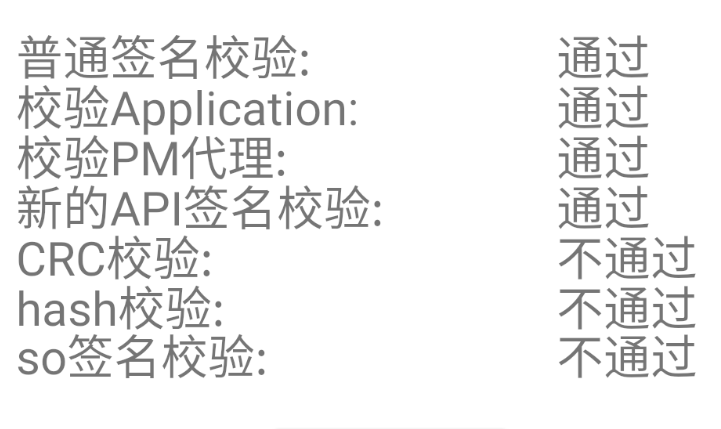 普通签名校验: 通过
校验Application: 通过
校验PM代理: 通过
新的API签名校验: 通过
CRC校验: 不通过
hash校验: 不通过
so签名校验: 不通过